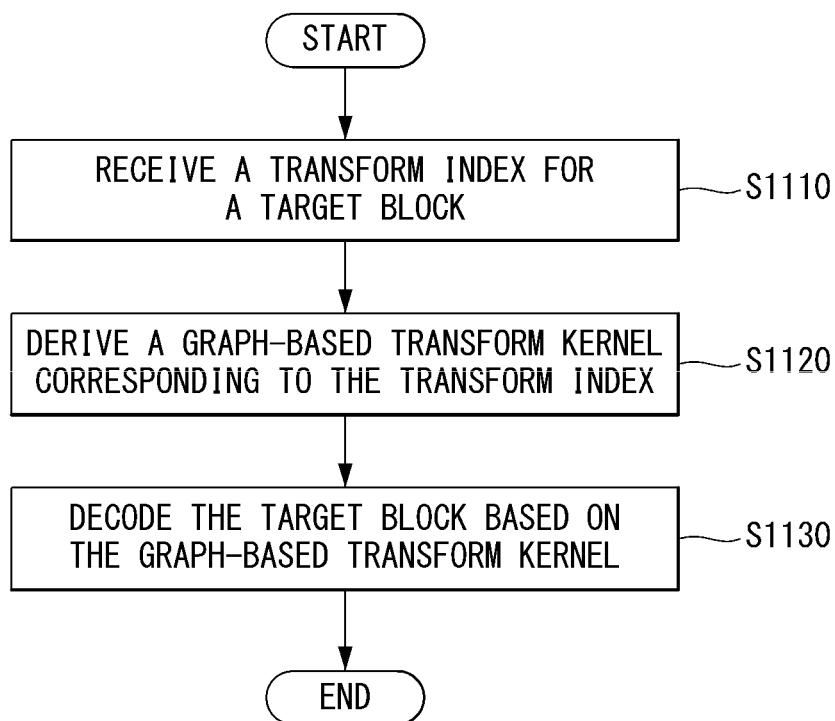 START
RECEIVE A TRANSFORM INDEX FOR
A TARGET BLOCK
S1110
DERIVE A GRAPH-BASED TRANSFORM KERNEL
CORRESPONDING TO THE TRANSFORM INDEX
S1120
DECODE THE TARGET BLOCK BASED ON
THE GRAPH-BASED TRANSFORM KERNEL
S1130
END